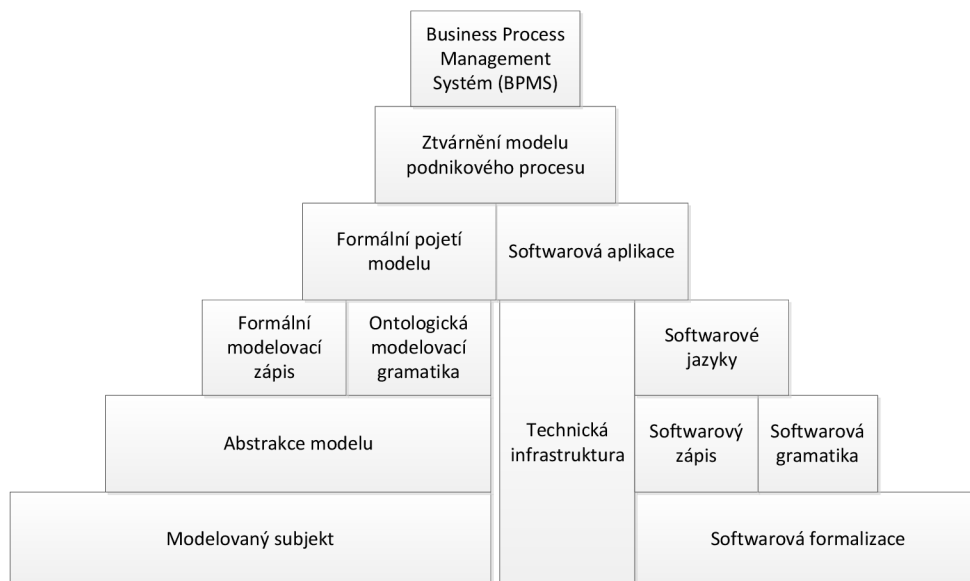 Business Process
Management
Systém (BPMS)
Ztvárnění modelu
podnikového procesu
Formální pojetí
modelu
Softwarová aplikace
Formální
modelovací
zápis
Ontologická
modelovací
gramatika
Softwarové
jazyky
Abstrakce modelu
Technická
infrastruktura
Softwarový
zápis
Softwarová
gramatika
Modelovaný subjekt
Softwarová formalizace